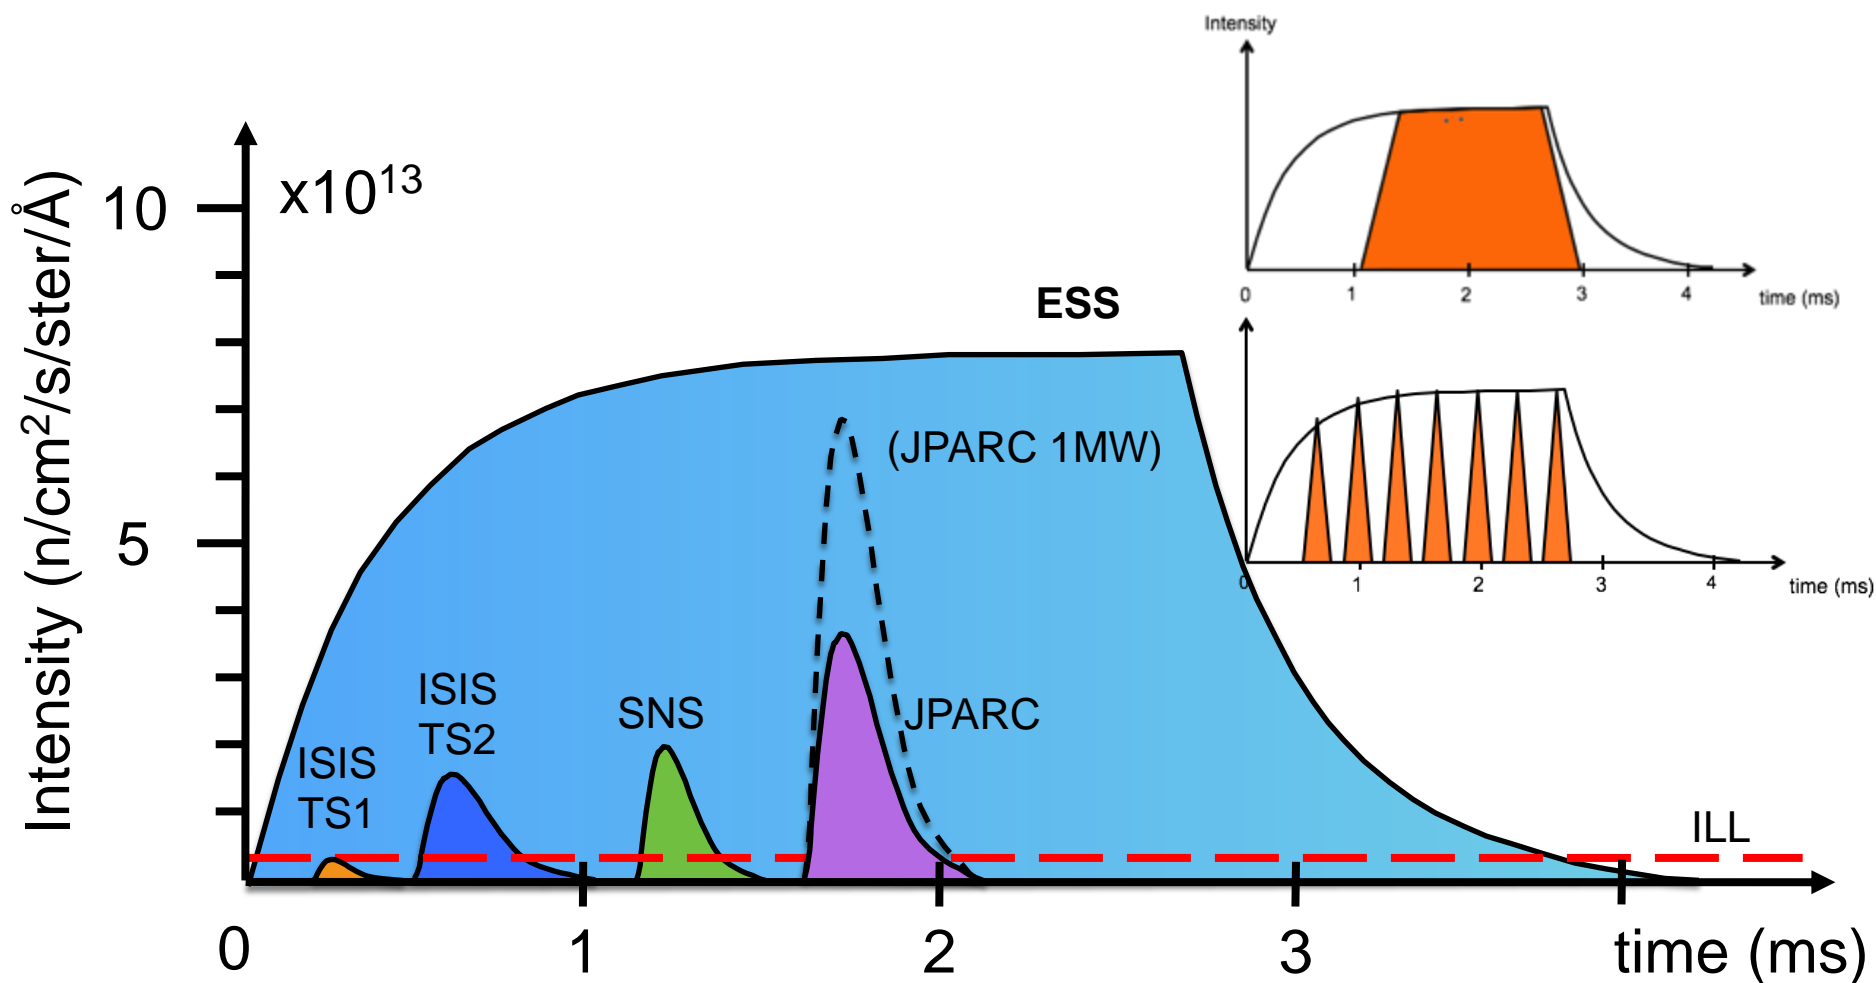 Intensity (n/cm²/s/ster/Å)
10
x10¹³
5
ESS
(JPARC 1MW)
ISIS
TS2
SNS
JPARC
ISIS
TS1
ILL
0
1
2
3
time (ms)
Intensity
0
1
2
3
4
time (ms)
0
1
2
3
4
time (ms)